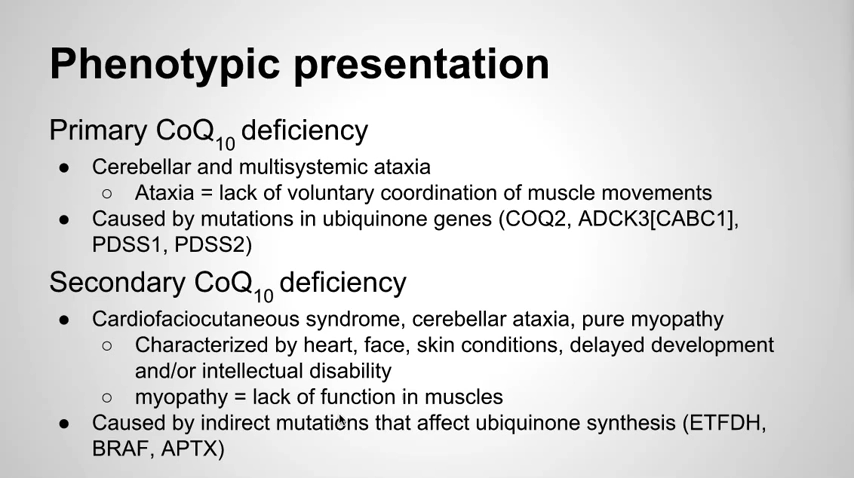 Phenotypic presentation
Primary CoQ10 deficiency
● Cerebellar and multisystemic ataxia
○ Ataxia = lack of voluntary coordination of muscle movements
● Caused by mutations in ubiquinone genes (COQ2, ADCK3[CABC1],
PDSS1, PDSS2)
Secondary CoQ10 deficiency
● Cardiofaciocutaneous syndrome, cerebellar ataxia, pure myopathy
○ Characterized by heart, face, skin conditions, delayed development
and/or intellectual disability
○ myopathy = lack of function in muscles
● Caused by indirect mutations that affect ubiquinone synthesis (ETFDH,
BRAF, APTX)